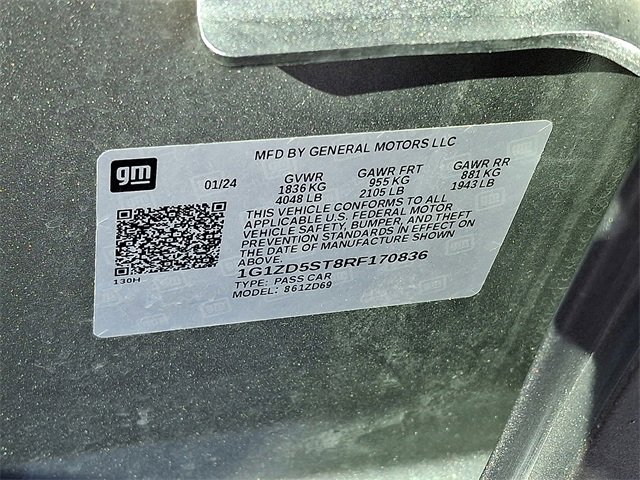 MFD BY GENERAL MOTORS LLC
gm
01/24
GVWR GAWR FRT GAWR RR
1836 KG 955 KG 881 KG
4048 LB 2105 LB 1943 LB
THIS VEHICLE CONFORMS TO ALL
APPLICABLE U.S. FEDERAL MOTOR
VEHICLE SAFETY, BUMPER, AND THEFT
PREVENTION STANDARDS IN EFFECT ON
THE DATE OF MANUFACTURE SHOWN
ABOVE.
1G1ZD5ST8RF170836
130H
TYPE: PASS CAR
MODEL: 861ZD69